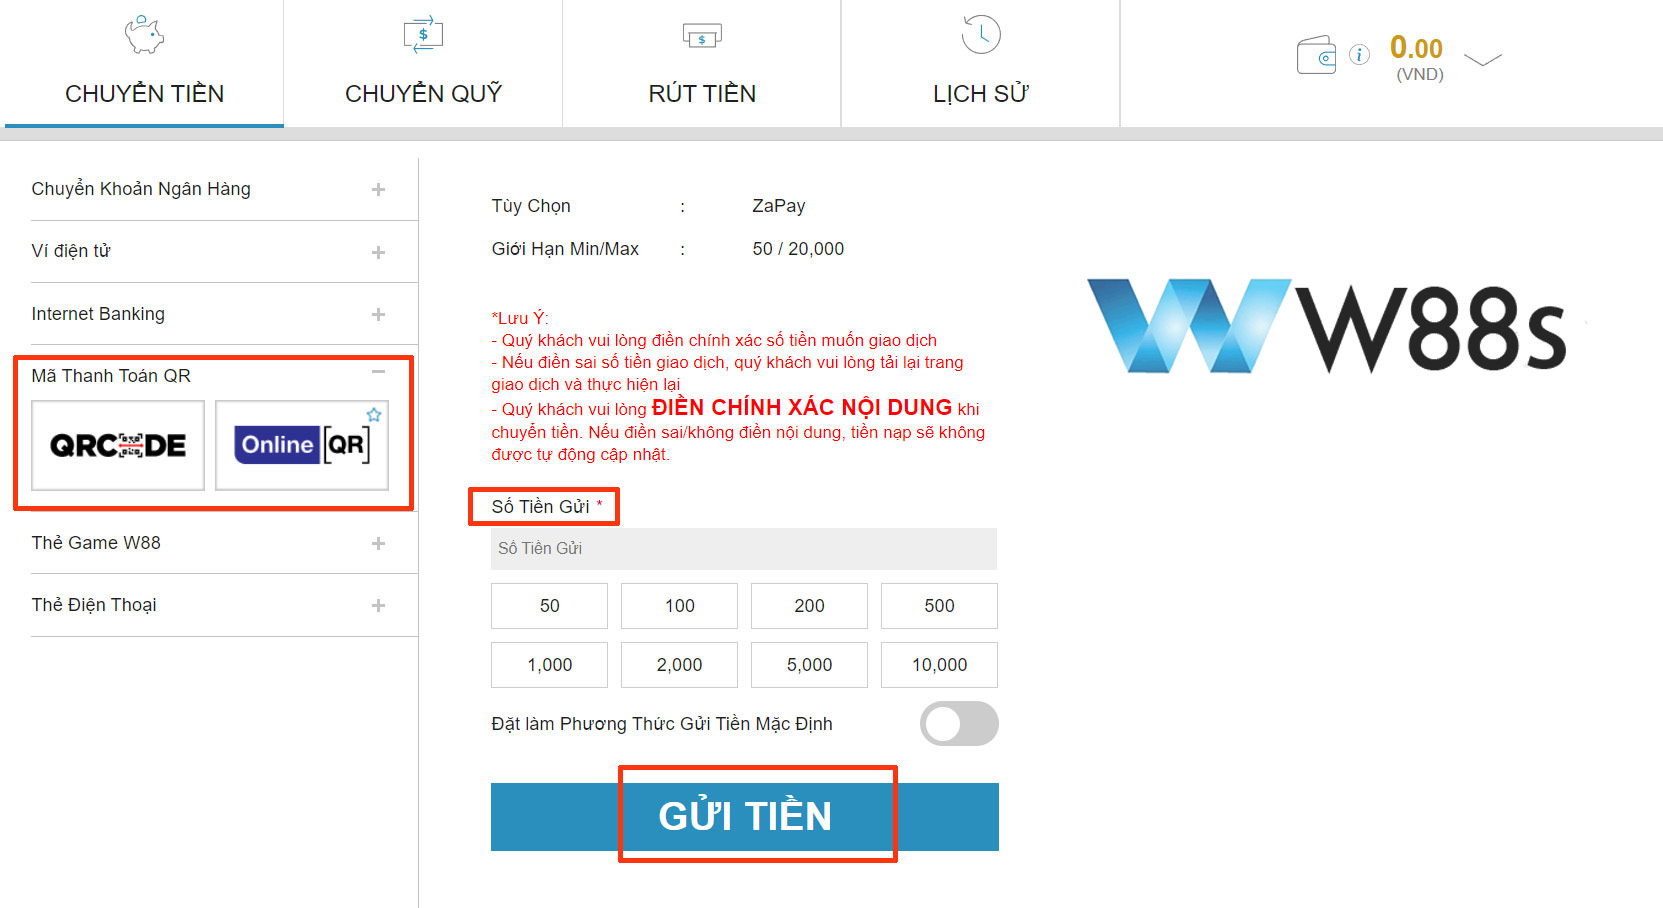 CHUYỂN TIỀN
CHUYỂN QUỸ
RÚT TIỀN
LỊCH SỬ
0.00
(VND)
Chuyển Khoản Ngân Hàng
Ví điện tử
Internet Banking
Mã Thanh Toán QR
QRCODE
Online QR
Thẻ Game W88
Thẻ Điện Thoại
Tùy Chọn : ZaPay
Giới Hạn Min/Max : 50 / 20,000
*Lưu Ý:
- Quý khách vui lòng điền chính xác số tiền muốn giao dịch
- Nếu điền sai số tiền giao dịch, quý khách vui lòng tải lại trang
giao dịch và thực hiện lại
- Quý khách vui lòng ĐIỀN CHÍNH XÁC NỘI DUNG khi
chuyển tiền. Nếu điền sai/không điền nội dung, tiền nạp sẽ không
được tự động cập nhật.
Số Tiền Gửi *
Số Tiền Gửi
50 100 200 500
1,000 2,000 5,000 10,000
Đặt làm Phương Thức Gửi Tiền Mặc Định
GỬI TIỀN
W88s